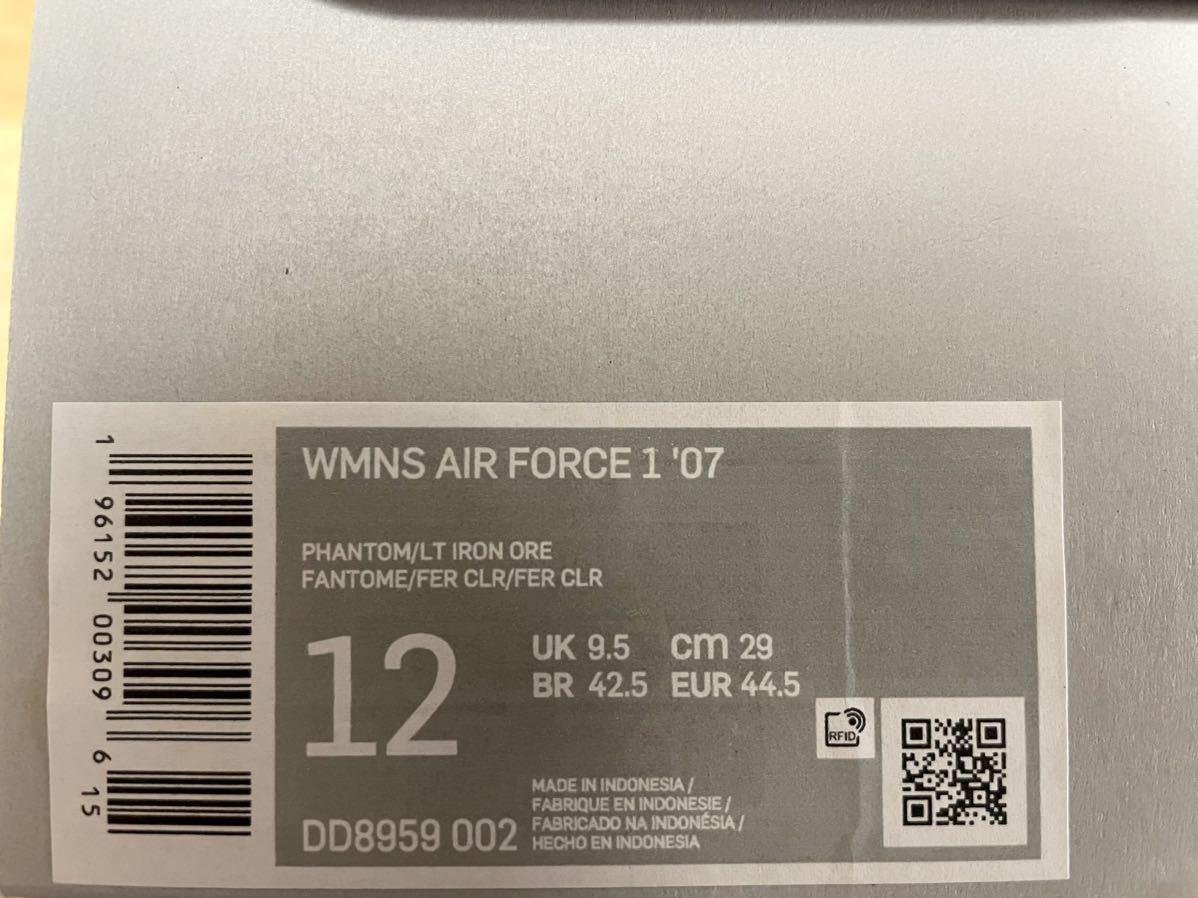 WMNS AIR FORCE 1 '07
PHANTOM/LT IRON ORE
FANTOME/FER CLR/FER CLR
12
UK 9.5 cm 29
BR 42.5 EUR 44.5
RFID
MADE IN INDONESIA /
FABRIQUE EN INDONESIE /
FABRICADO NA INDONÉSIA /
HECHO EN INDONESIA
DD8959 002
1 96152 00309 6 15